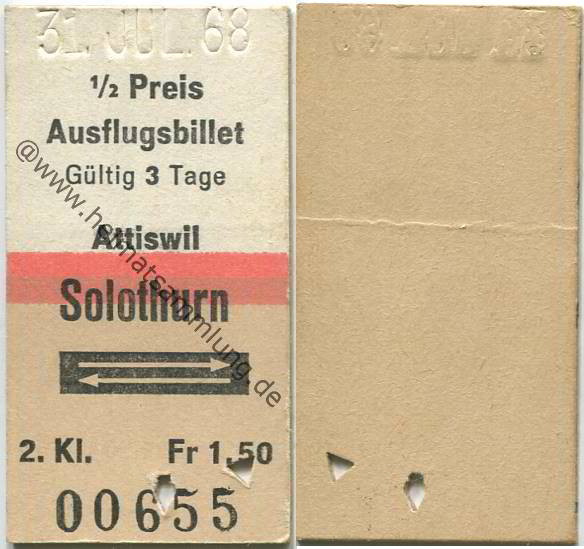 31. JUL. 68
1/2 Preis
Ausflugsbillet
Gültig 3 Tage
Attiswil
Solothurn
2. Kl. Fr 1.50
00655
@www.heimatsammlung.de